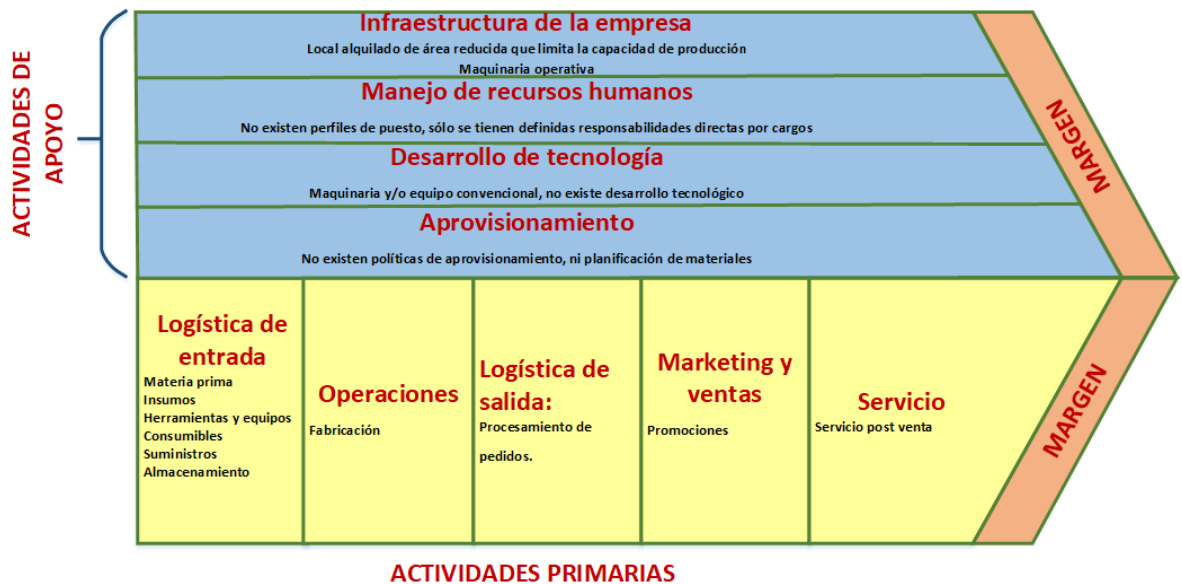 ACTIVIDADES DE
APOYO
Infraestructura de la empresa
Local alquilado de área reducida que limita la capacidad de producción
Maquinaria operativa
Manejo de recursos humanos
No existen perfiles de puesto, sólo se tienen definidas responsabilidades directas por cargos
Desarrollo de tecnología
Maquinaria y/o equipo convencional, no existe desarrollo tecnológico
Aprovisionamiento
No existen políticas de aprovisionamiento, ni planificación de materiales
MARGEN
Logística de
entrada
Materia prima
Insumos
Herramientas y equipos
Consumibles
Suministros
Almacenamiento
Operaciones
Fabricación
Logística de
salida:
Procesamiento de
pedidos.
Marketing y
ventas
Promociones
Servicio
Servicio post venta
MARGEN
ACTIVIDADES PRIMARIAS